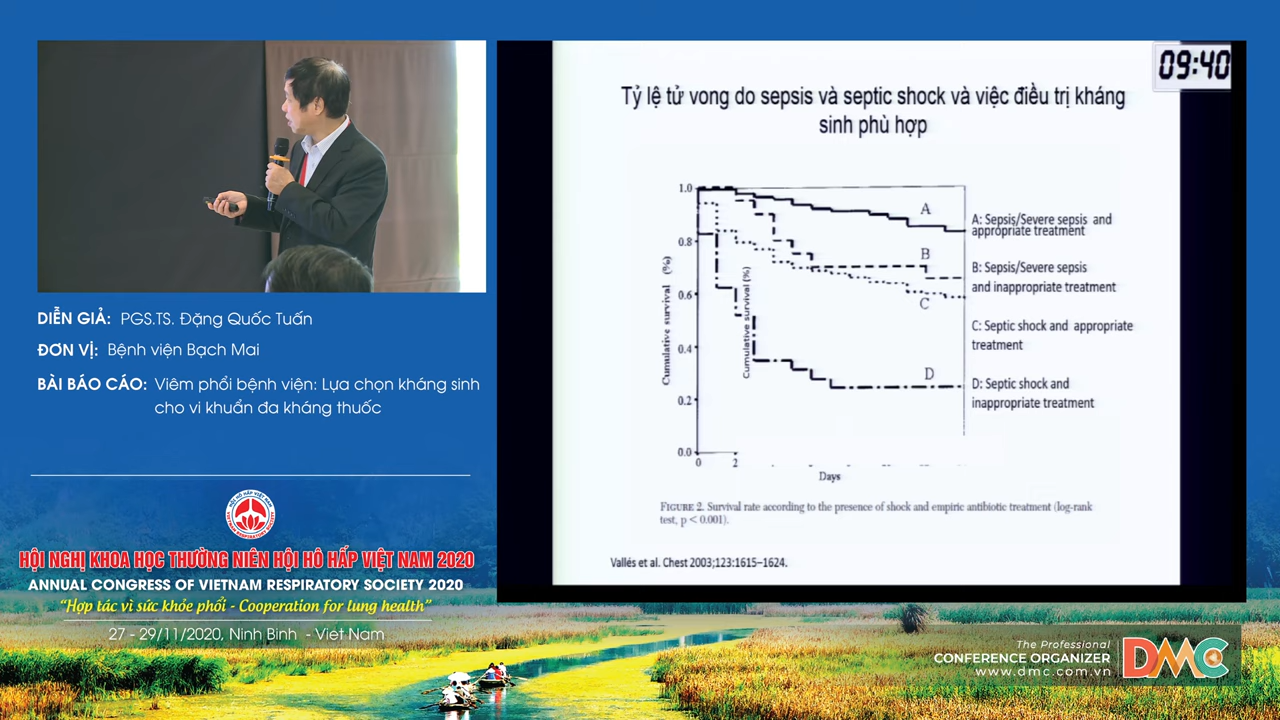 DIỄN GIẢ: PGS.TS. Đặng Quốc Tuấn
ĐƠN VỊ: Bệnh viện Bạch Mai
BÀI BÁO CÁO: Viêm phổi bệnh viện: Lựa chọn kháng sinh
cho vi khuẩn đa kháng thuốc
HỘI NGHỊ KHOA HỌC THƯỜNG NIÊN HỘI HÔ HẤP VIỆT NAM 2020
ANNUAL CONGRESS OF VIETNAM RESPIRATORY SOCIETY 2020
“Hợp tác vì sức khỏe phổi - Cooperation for lung health”
27 - 29/11/2020, Ninh Bình - Việt Nam
09:40
Tỷ lệ tử vong do sepsis và septic shock và việc điều trị kháng
sinh phù hợp
Cumulative survival (%)
1.0
0.8
0.6
0.4
0.2
0.0
0
2
Days
Cumulative survival (%)
A
B
C
D
A: Sepsis/Severe sepsis and
appropriate treatment
B: Sepsis/Severe sepsis
and inappropriate treatment
C: Septic shock and appropriate
treatment
D: Septic shock and
inappropriate treatment
FIGURE 2. Survival rate according to the presence of shock and empiric antibiotic treatment (log-rank
test, p < 0.001).
Vallés et al. Chest 2003;123:1615–1624.
The Professional
CONFERENCE ORGANIZER
www.dmc.com.vn
DMC